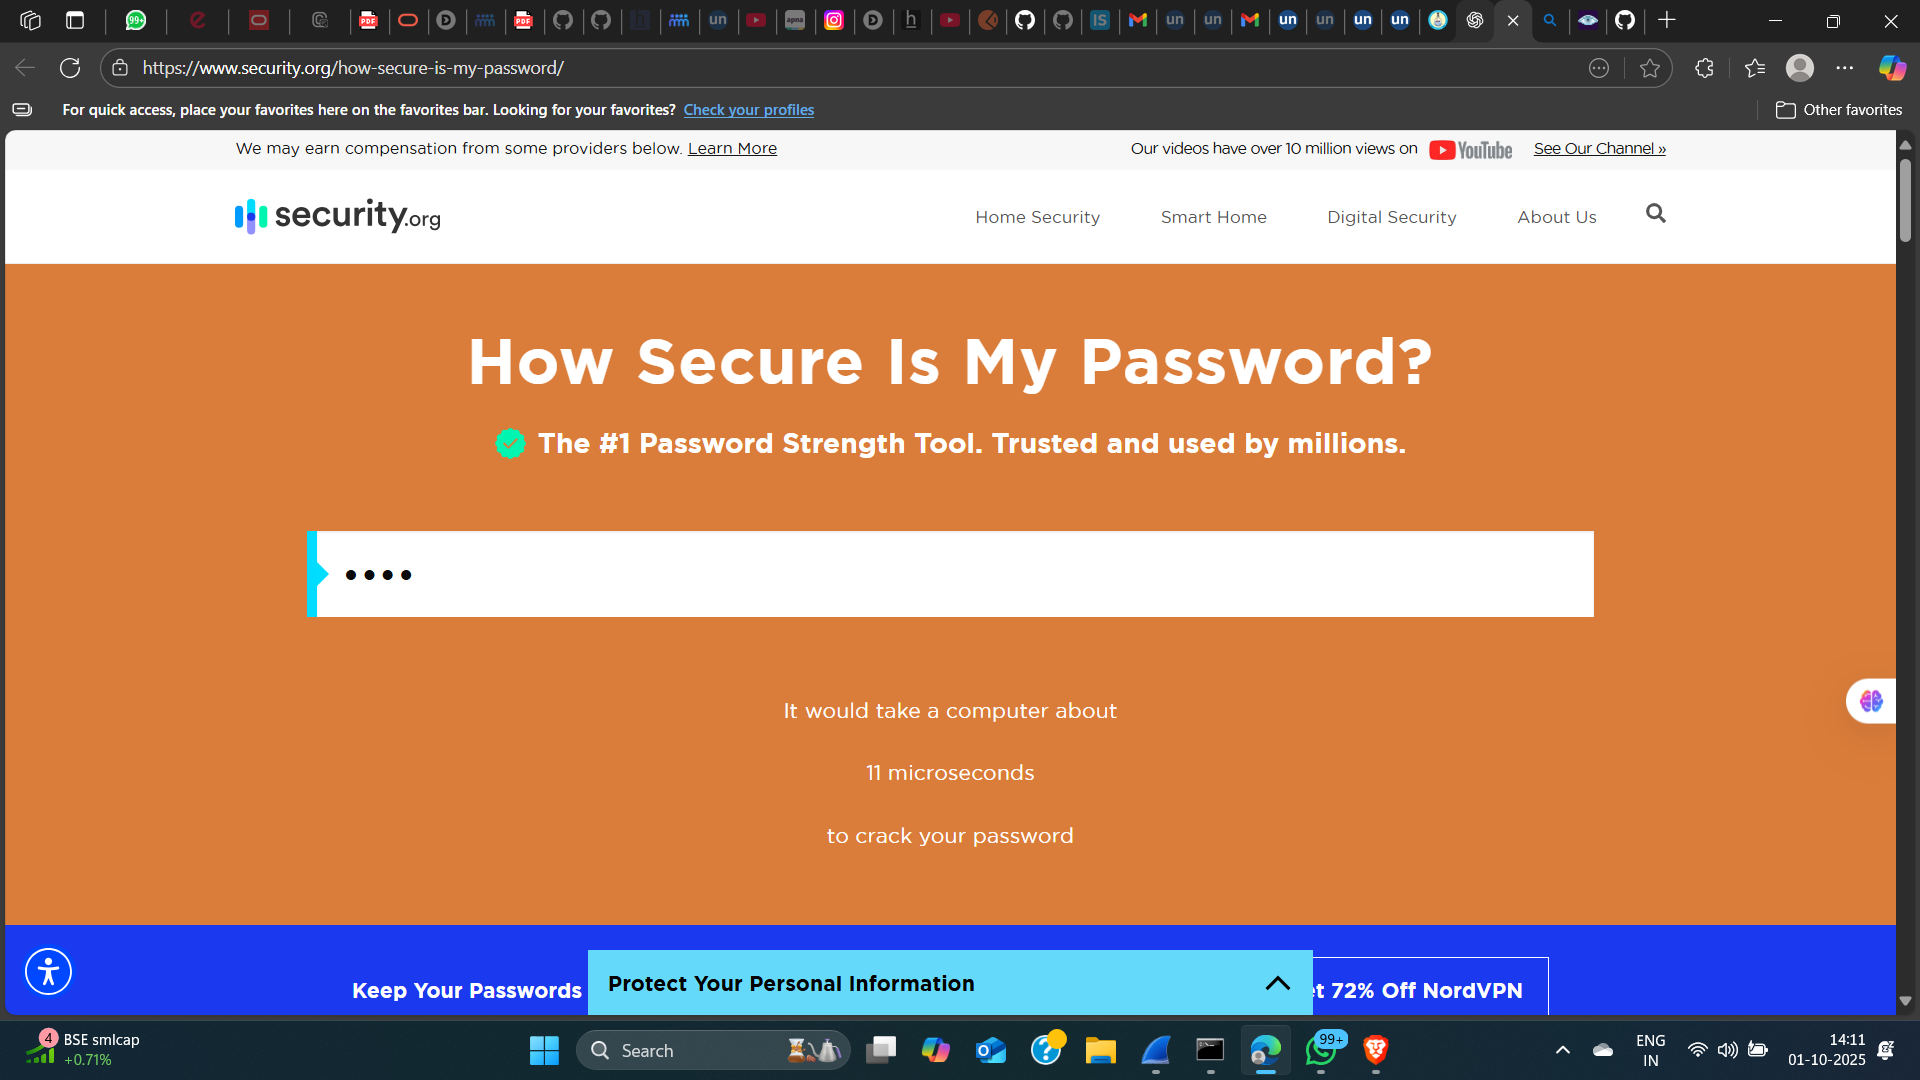 99+
https://www.security.org/how-secure-is-my-password/
For quick access, place your favorites here on the favorites bar. Looking for your favorites? Check your profiles
Other favorites
We may earn compensation from some providers below. Learn More
Our videos have over 10 million views on YouTube See Our Channel »
security.org
Home Security Smart Home Digital Security About Us
How Secure Is My Password?
The #1 Password Strength Tool. Trusted and used by millions.
••••
It would take a computer about
11 microseconds
to crack your password
Keep Your Passwords
Protect Your Personal Information
72% Off NordVPN
4
BSE smlcap
+0.71%
Search
99+
ENG
IN
14:11
01-10-2025